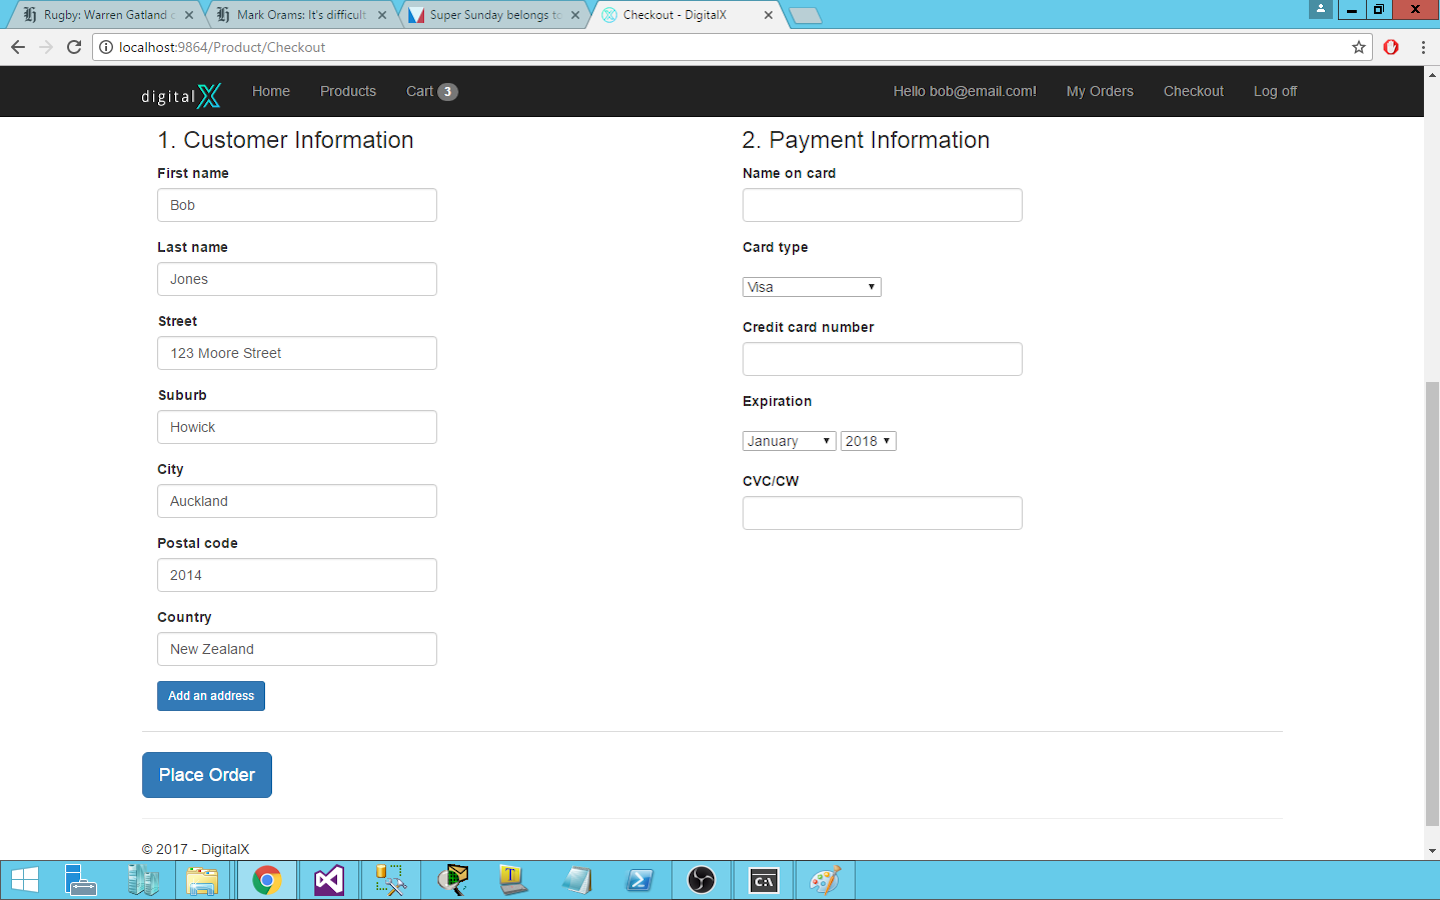 Rugby: Warren Gatland
Mark Orams: It's difficult
Super Sunday belongs to
Checkout - DigitalX
localhost:9864/Product/Checkout
digitalX Home Products Cart 3 Hello bob@email.com! My Orders Checkout Log off
1. Customer Information
First name
Bob
Last name
Jones
Street
123 Moore Street
Suburb
Howick
City
Auckland
Postal code
2014
Country
New Zealand
Add an address
2. Payment Information
Name on card
Card type
Visa
Credit card number
Expiration
January 2018
CVC/CW
Place Order
© 2017 - DigitalX
C:\